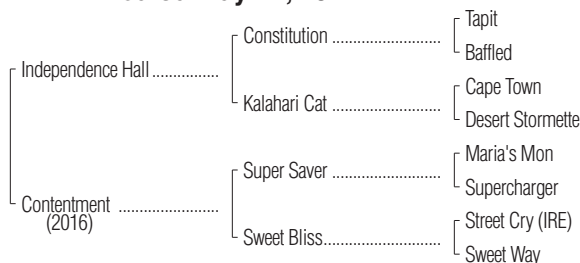 Tapit
Constitution ........................
Baffled
Independence Hall ................
Cape Town
Kalahari Cat ........................
Desert Stormette
Maria's Mon
Super Saver ........................
Supercharger
Contentment ........................
(2016)
Street Cry (IRE)
Sweet Bliss ........................
Sweet Way